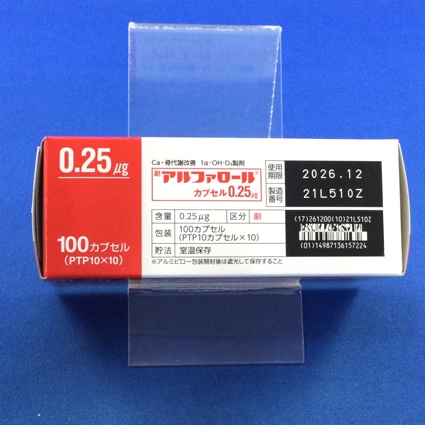 0.25μg
100カプセル
(PTP10×10)
Ca・骨代謝改善 1α-OH-D₃製剤
劇 アルファロール®
カプセル0.25μg
含量 0.25μg 区分 劇
包装 100カプセル
(PTP10カプセル×10)
貯法 室温保存
※アルミピロー包装開封後は遮光して保存すること
使用期限 2026.12
製造番号 21L510Z
(17)261200(10)21L510Z
(01)14987136157224